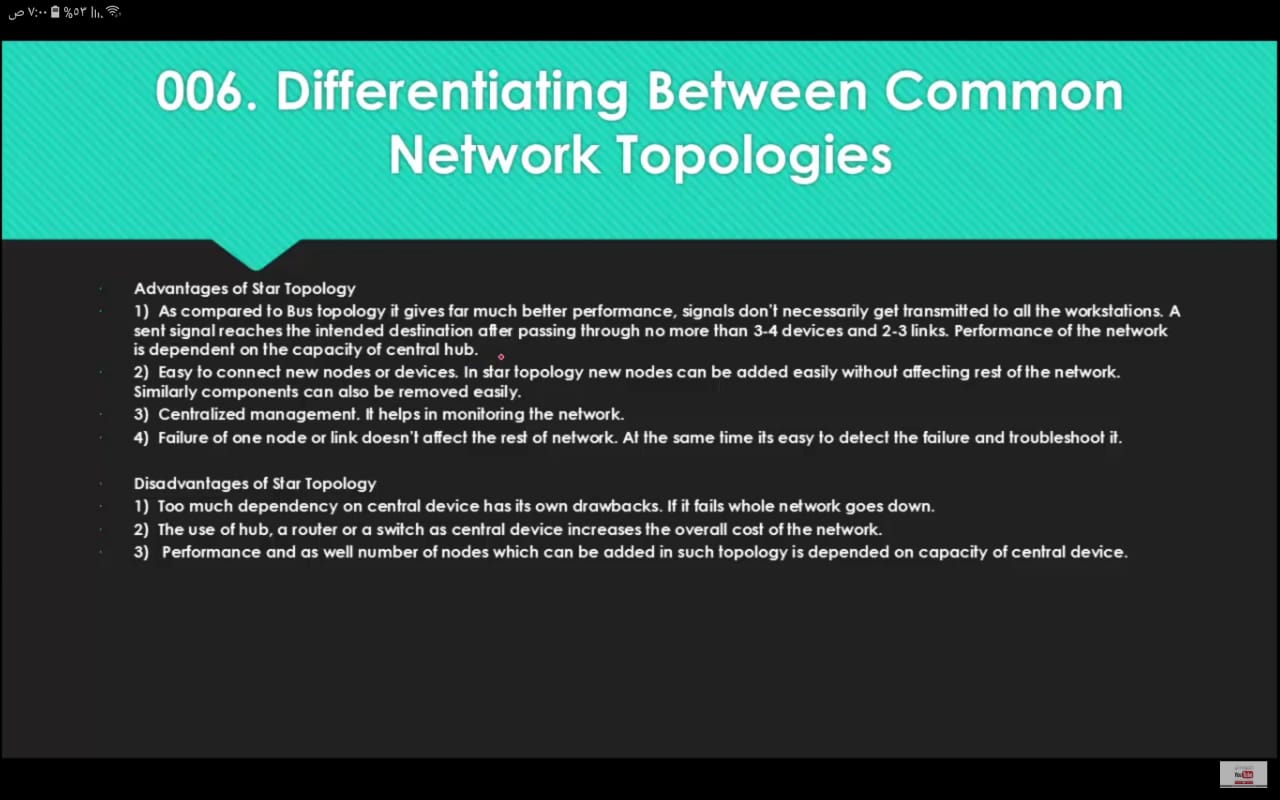 ص ٧:٠٠ %٥٣
006. Differentiating Between Common
Network Topologies
Advantages of Star Topology
1) As compared to Bus topology it gives far much better performance, signals don't necessarily get transmitted to all the workstations. A
sent signal reaches the intended destination after passing through no more than 3-4 devices and 2-3 links. Performance of the network
is dependent on the capacity of central hub.
2) Easy to connect new nodes or devices. In star topology new nodes can be added easily without affecting rest of the network.
Similarly components can also be removed easily.
3) Centralized management. It helps in monitoring the network.
4) Failure of one node or link doesn't affect the rest of network. At the same time its easy to detect the failure and troubleshoot it.
Disadvantages of Star Topology
1) Too much dependency on central device has its own drawbacks. If it fails whole network goes down.
2) The use of hub, a router or a switch as central device increases the overall cost of the network.
3) Performance and as well number of nodes which can be added in such topology is depended on capacity of central device.
YouTube